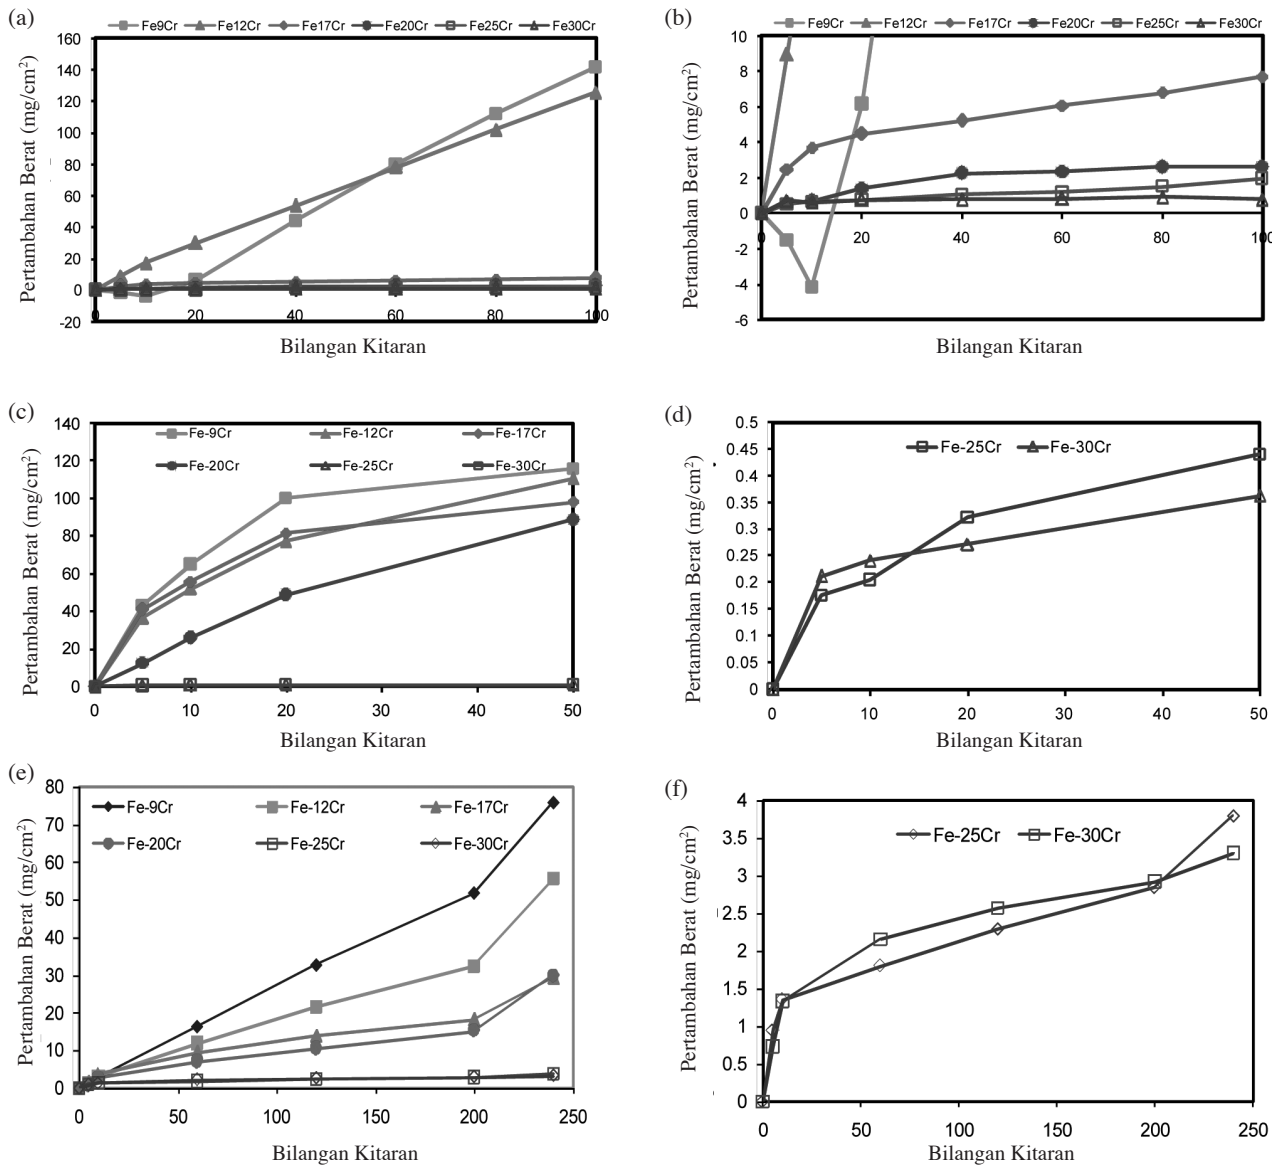 (a)
Fe9Cr Fe12Cr Fe17Cr Fe20Cr Fe25Cr Fe30Cr
160
140
120
100
80
60
40
20
0
-20
0 20 40 60 80 100
Pertambahan Berat (mg/cm²)
Bilangan Kitaran
(b)
Fe9Cr Fe12Cr Fe17Cr Fe20Cr Fe25Cr Fe30Cr
10
8
6
4
2
0
-2
-4
-6
0 20 40 60 80 100
Pertambahan Berat (mg/cm²)
Bilangan Kitaran
(c)
Fe-9Cr Fe-12Cr Fe-17Cr
Fe-20Cr Fe-25Cr Fe-30Cr
140
120
100
80
60
40
20
0
0 10 20 30 40 50
Pertambahan Berat (mg/cm²)
Bilangan Kitaran
(d)
Fe-25Cr Fe-30Cr
0.5
0.45
0.4
0.35
0.3
0.25
0.2
0.15
0.1
0.05
0
0 10 20 30 40 50
Pertambahan Berat (mg/cm²)
Bilangan Kitaran
(e)
Fe-9Cr Fe-12Cr Fe-17Cr
Fe-20Cr Fe-25Cr Fe-30Cr
80
70
60
50
40
30
20
10
0
0 50 100 150 200 250
Pertambahan Berat (mg/cm²)
Bilangan Kitaran
(f)
Fe-25Cr Fe-30Cr
4
3.5
3
2.5
2
1.5
1
0.5
0
0 50 100 150 200 250
Pertambahan Berat (mg/cm²)
Bilangan Kitaran